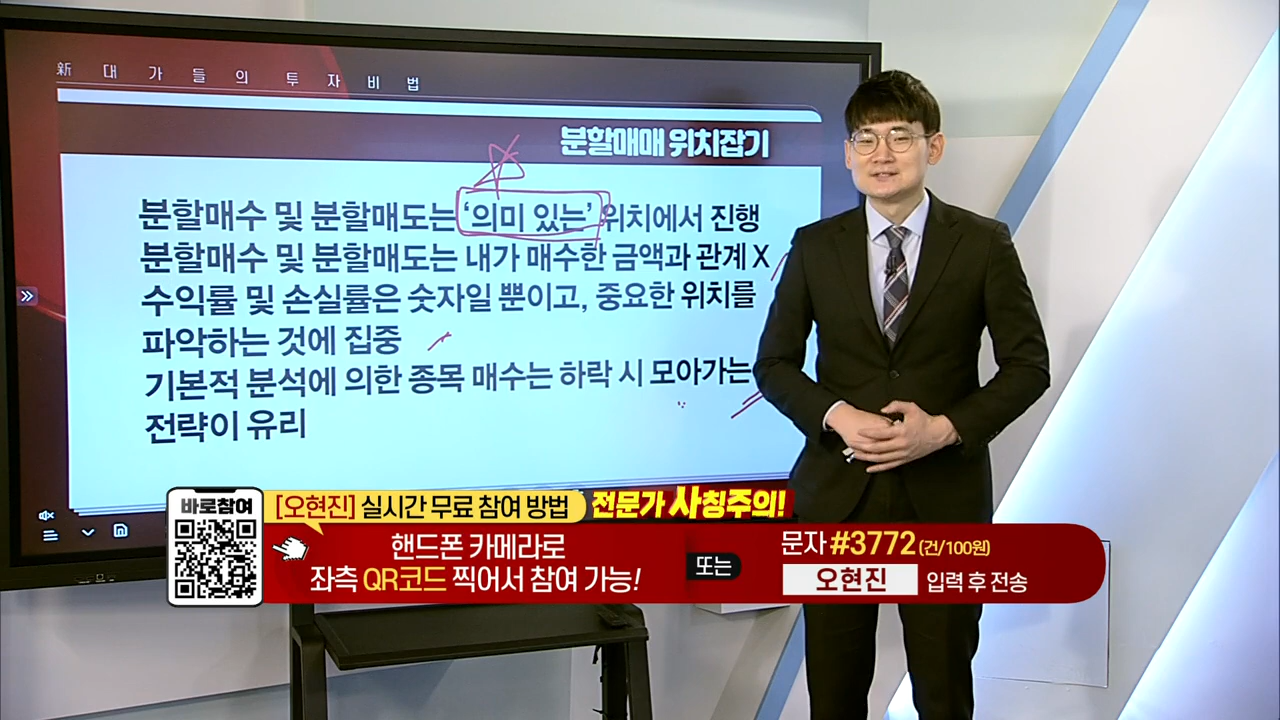 新 대가들의 투자비법
분할매매 위치잡기
분할매수 및 분할매도는 '의미 있는' 위치에서 진행
분할매수 및 분할매도는 내가 매수한 금액과 관계 X
수익률 및 손실률은 숫자일 뿐이고, 중요한 위치를
파악하는 것에 집중
기본적 분석에 의한 종목 매수는 하락 시 모아가는
전략이 유리
바로참여
[오현진] 실시간 무료 참여 방법
전문가 사칭주의!
핸드폰 카메라로
좌측 QR코드 찍어서 참여 가능!
또는
문자 #3772 (건/100원)
오현진 입력 후 전송